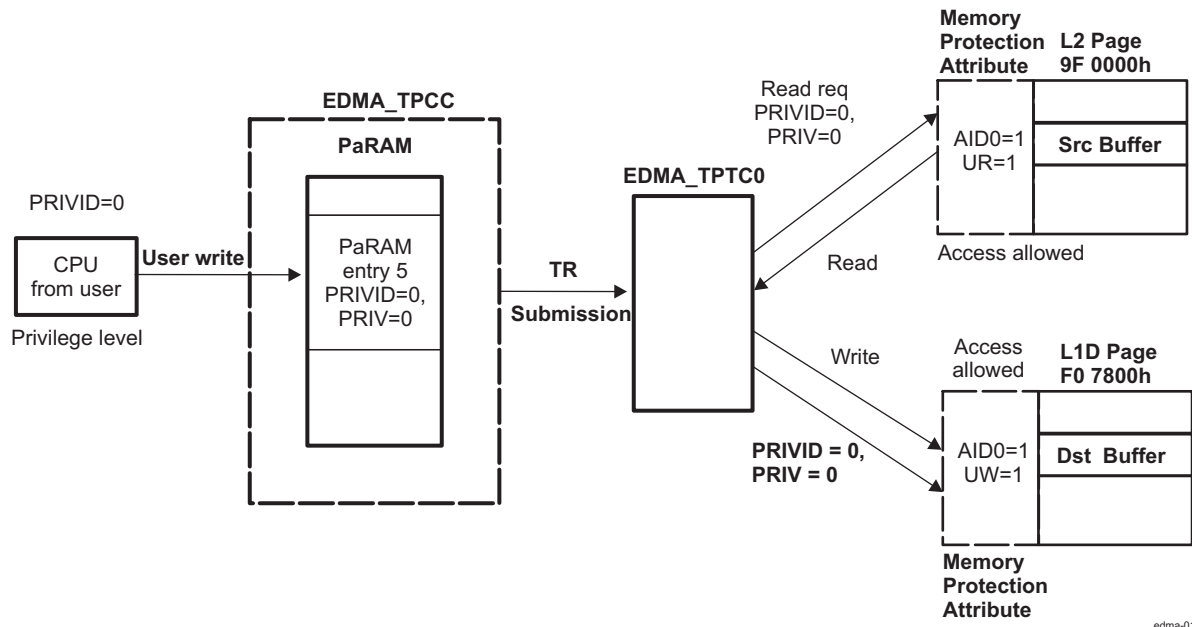 PRIVID=0
CPU
from user
Privilege level
User write
EDMA_TPCC
PaRAM
PaRAM
entry 5
PRIVID=0,
PRIV=0
TR
Submission
EDMA_TPTC0
Read req
PRIVID=0,
PRIV=0
Read
Write
PRIVID = 0,
PRIV = 0
Memory
Protection
Attribute
L2 Page
9F 0000h
AID0=1
UR=1
Src Buffer
Access allowed
Access
allowed
L1D Page
F0 7800h
AID0=1
UW=1
Dst Buffer
Memory
Protection
Attribute